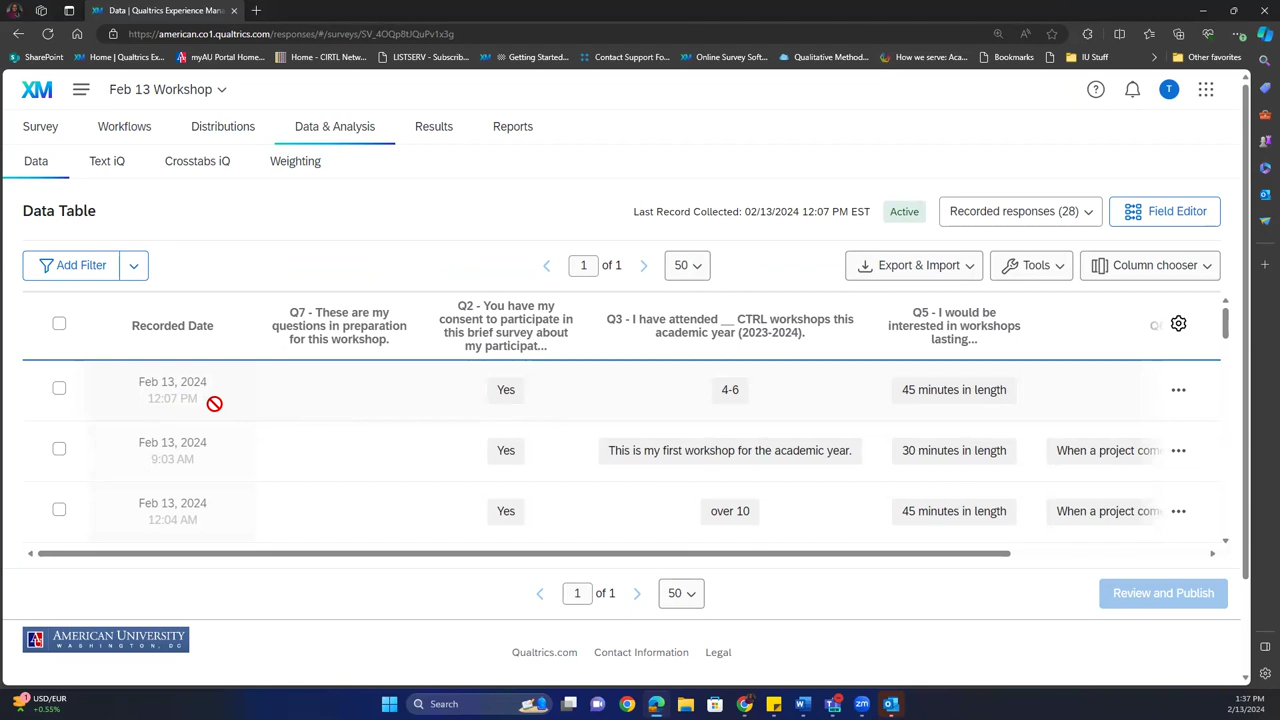 Data | Qualtrics Experience Mana
https://american.co1.qualtrics.com/responses/#/surveys/SV_4OQp8tUQuPv1x3g
SharePoint
Home | Qualtrics Ex...
myAU Portal Home...
Home - CIRTL Netw...
LISTSERV - Subscrib...
Getting Started...
Contact Support Fo...
Online Survey Soft...
Qualitative Method...
How we serve: Aca...
Bookmarks
IU Stuff
Other favorites
XM
Feb 13 Workshop
T
Survey
Workflows
Distributions
Data & Analysis
Results
Reports
Data
Text iQ
Crosstabs iQ
Weighting
Data Table
Last Record Collected: 02/13/2024 12:07 PM EST
Active
Recorded responses (28)
Field Editor
Add Filter
1 of 1
50
Export & Import
Tools
Column chooser
Recorded Date
Q7 - These are my
questions in preparation
for this workshop.
Q2 - You have my
consent to participate in
this brief survey about
my participat...
Q3 - I have attended __ CTRL workshops this
academic year (2023-2024).
Q5 - I would be
interested in workshops
lasting...
Feb 13, 2024
12:07 PM
Yes
4-6
45 minutes in length
Feb 13, 2024
9:03 AM
Yes
This is my first workshop for the academic year.
30 minutes in length
When a project com
Feb 13, 2024
12:04 AM
Yes
over 10
45 minutes in length
When a project com
1 of 1
50
Review and Publish
AMERICAN UNIVERSITY
WASHINGTON, DC
Qualtrics.com
Contact Information
Legal
1
USD/EUR
+0.55%
Search
1:37 PM
2/13/2024